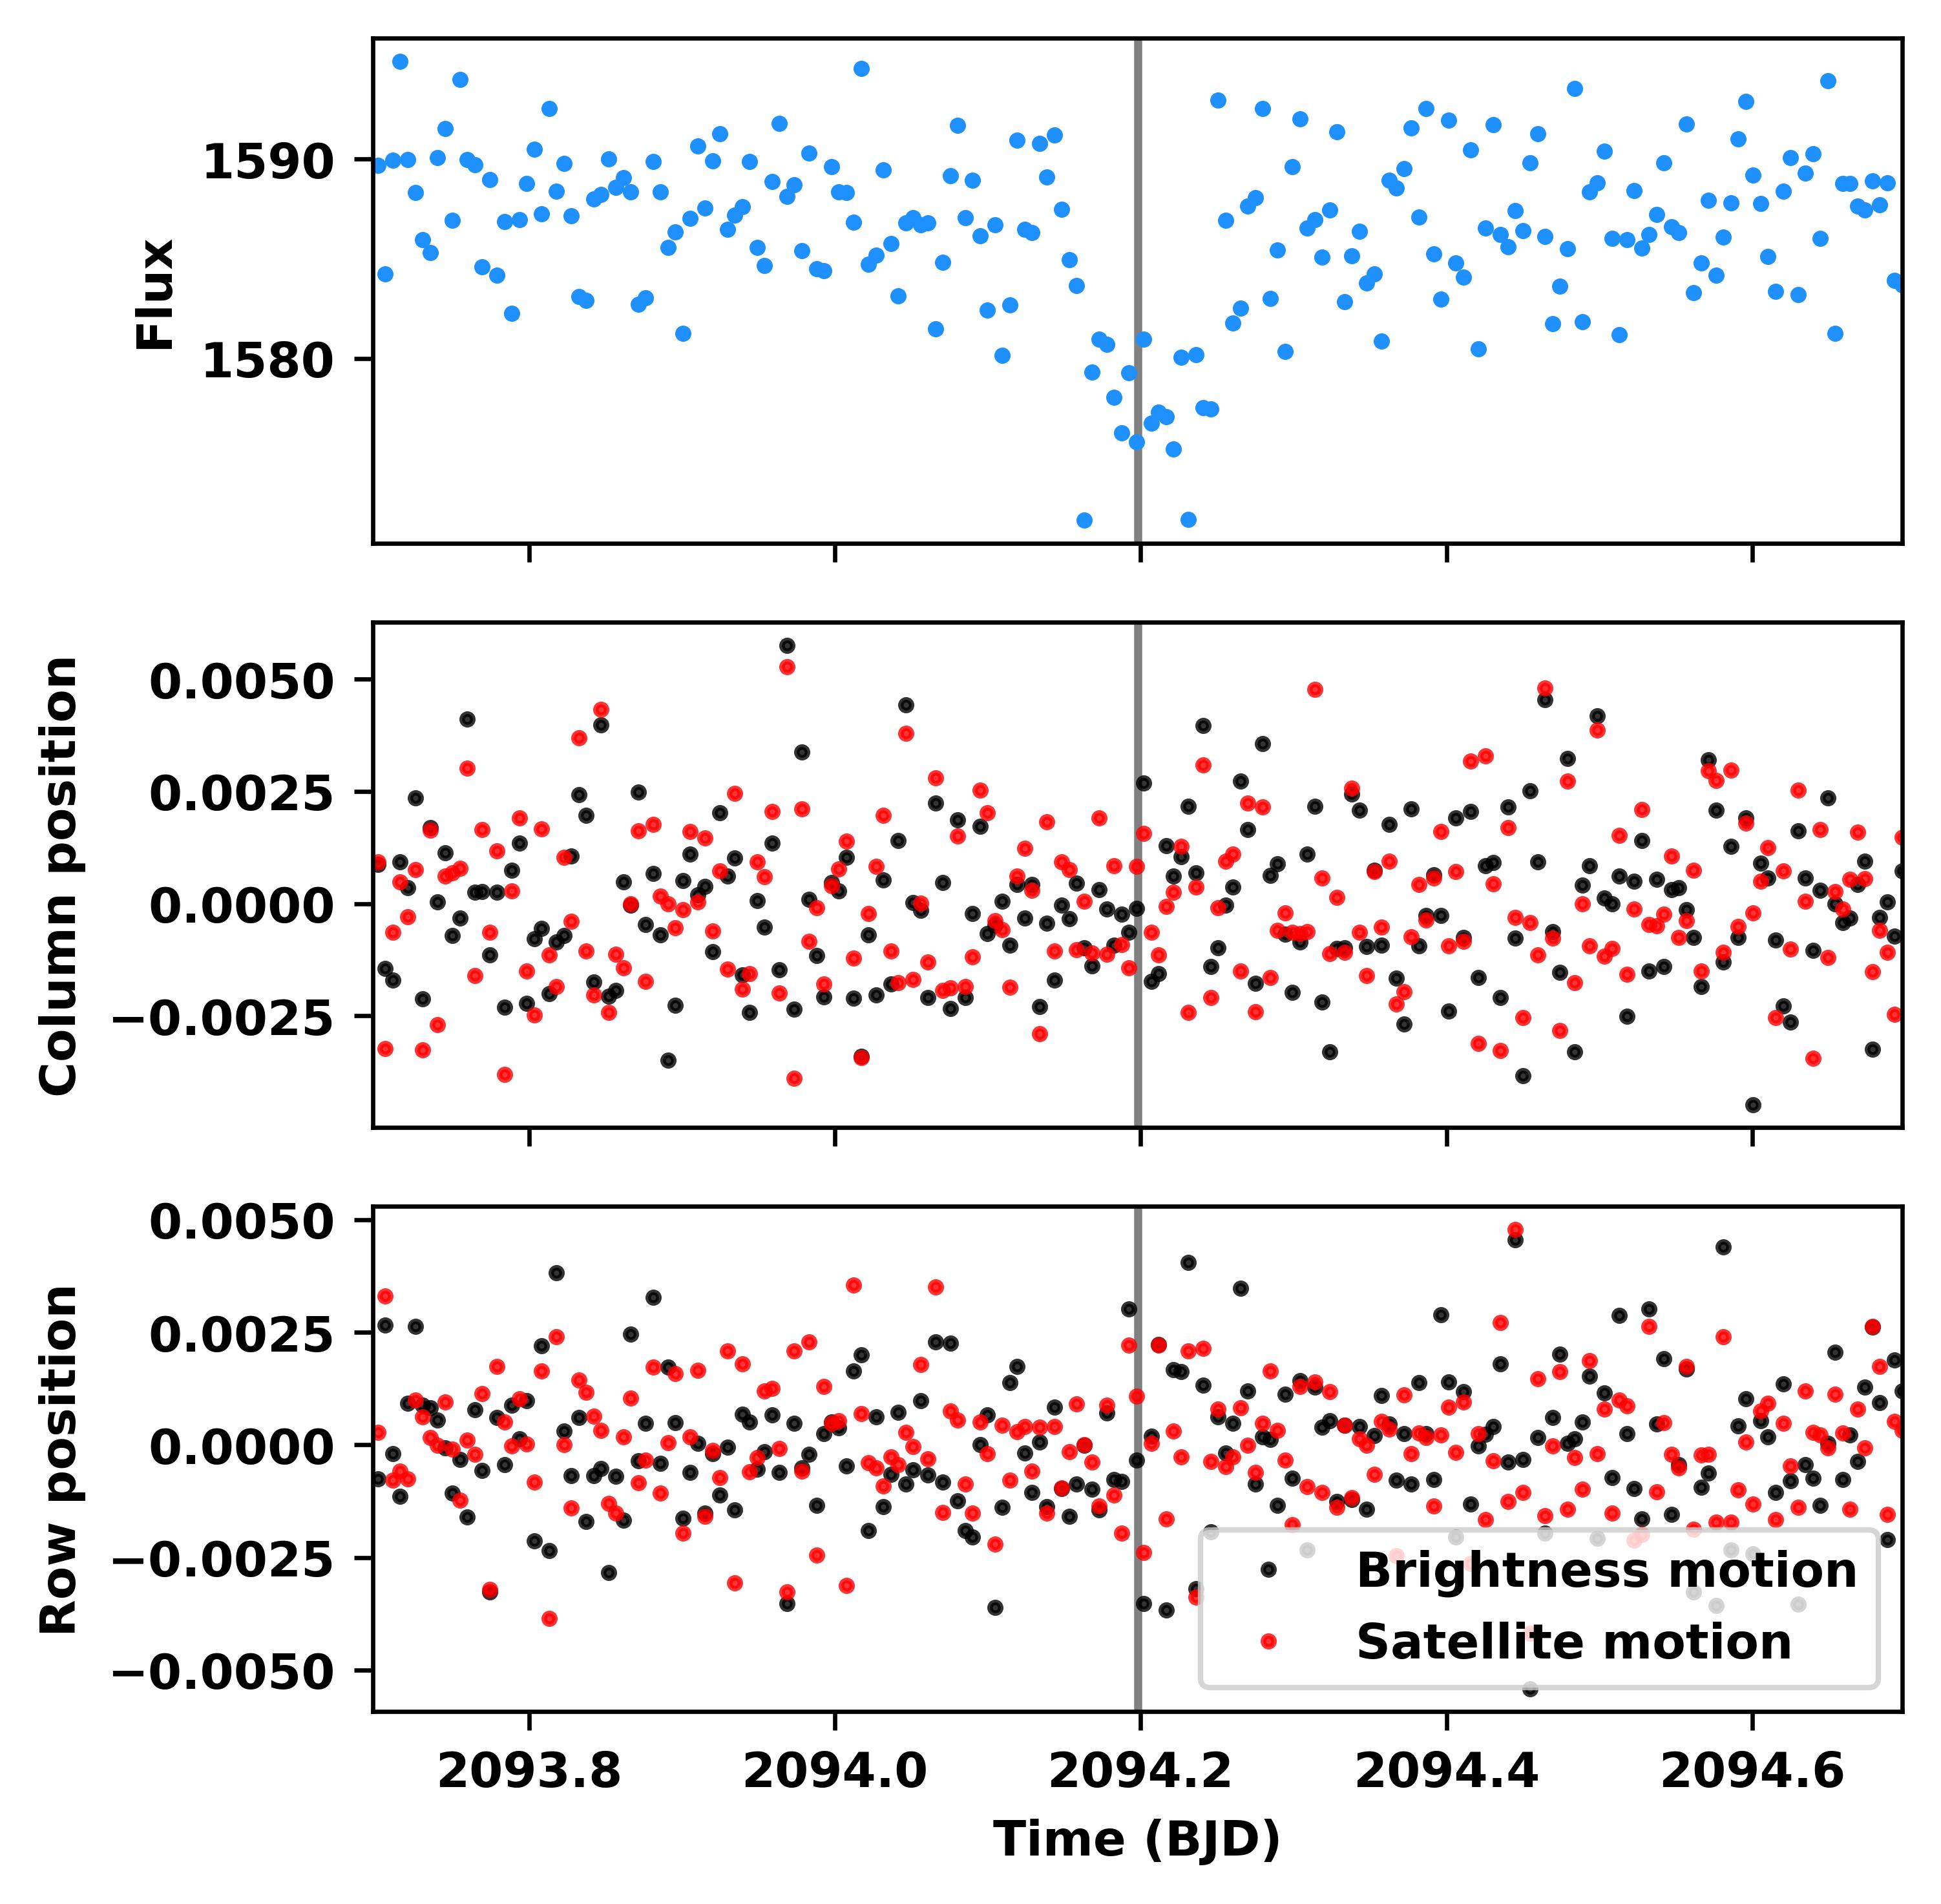 Flux
1590
1580
Column position
0.0050
0.0025
0.0000
−0.0025
Row position
0.0050
0.0025
0.0000
−0.0025
−0.0050
Brightness motion
Satellite motion
2093.8 2094.0 2094.2 2094.4 2094.6
Time (BJD)